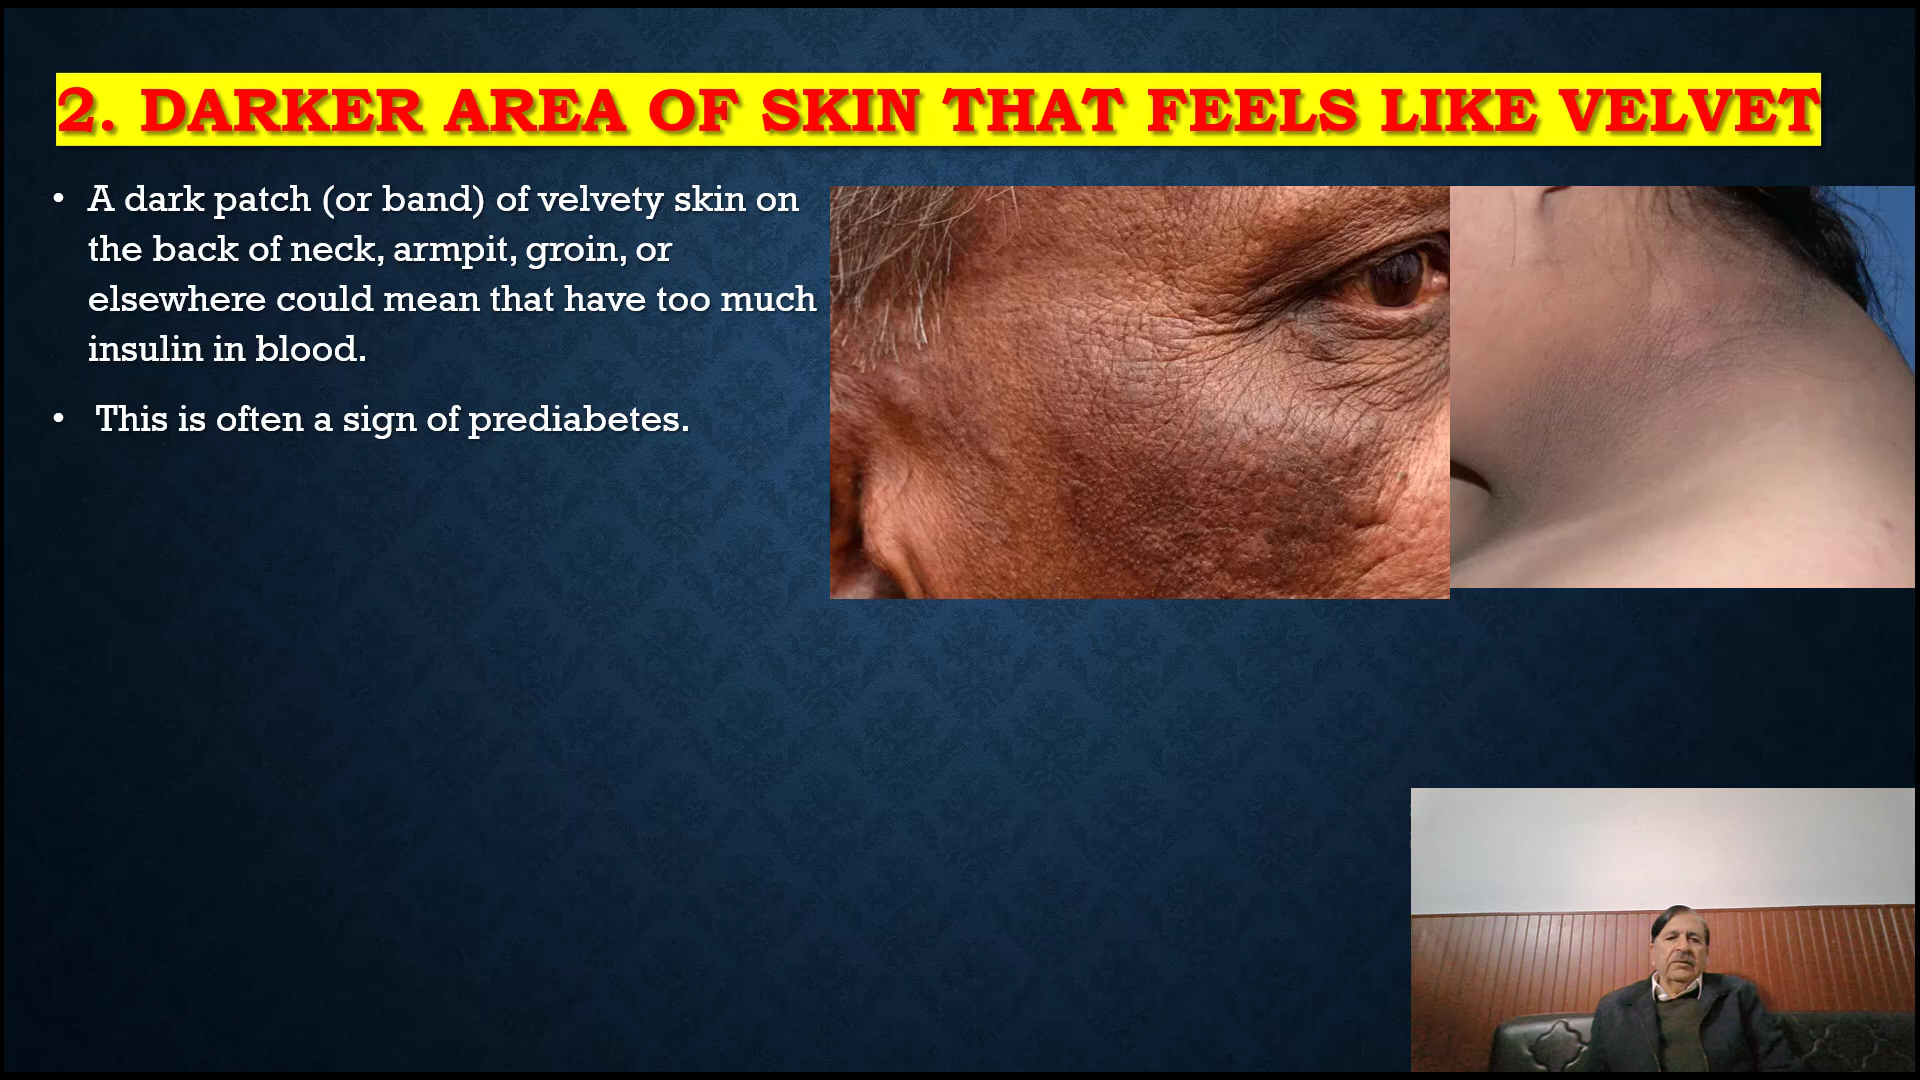 2. DARKER AREA OF SKIN THAT FEELS LIKE VELVET
• A dark patch (or band) of velvety skin on
the back of neck, armpit, groin, or
elsewhere could mean that have too much
insulin in blood.
• This is often a sign of prediabetes.